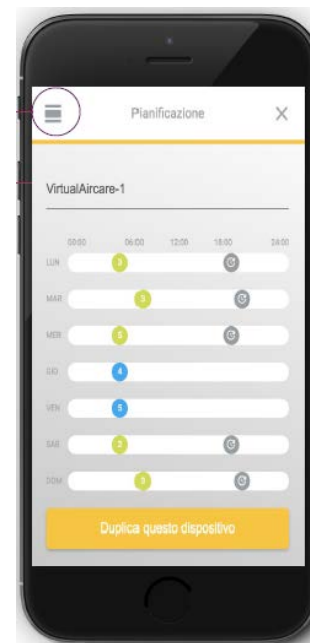 Pianificazione
VirtualAircare-1
00:00 06:00 12:00 18:00 24:00
LUN 3
MAR 3
MER 5
GIO 4
VEN 5
SAB 2
DOM 3
Duplica questo dispositivo